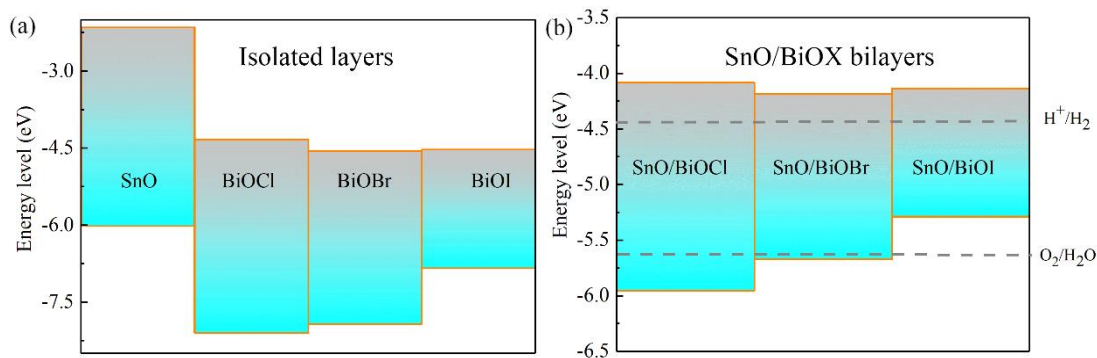 (a)
Isolated layers
Energy level (eV)
-3.0
-4.5
-6.0
-7.5
SnO
BiOCl
BiOBr
BiOI
(b)
SnO/BiOX bilayers
Energy level (eV)
-3.5
-4.0
-4.5
-5.0
-5.5
-6.0
-6.5
SnO/BiOCl
SnO/BiOBr
SnO/BiOI
H⁺/H₂
O₂/H₂O